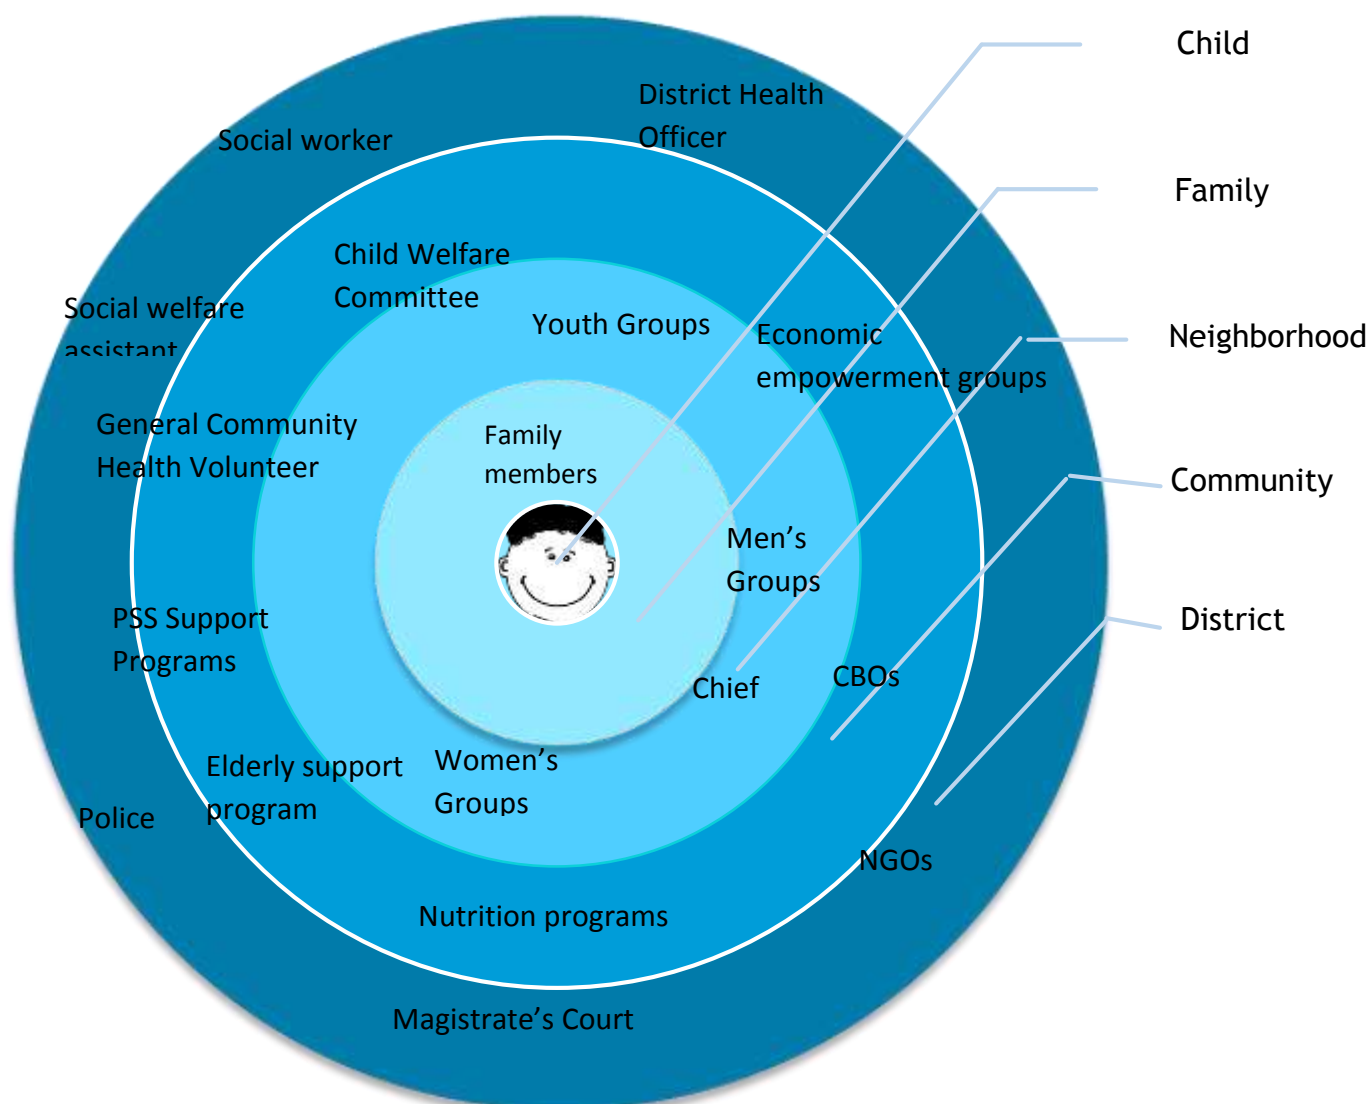 Child
District Health
Officer
Social worker
Family
Child Welfare
Committee
Social welfare
assistant
Youth Groups
Economic
empowerment groups
Neighborhood
General Community
Health Volunteer
Family
members
Community
Men's
Groups
PSS Support
Programs
District
Chief
CBOs
Elderly support
program
Women's
Groups
Police
NGOs
Nutrition programs
Magistrate's Court